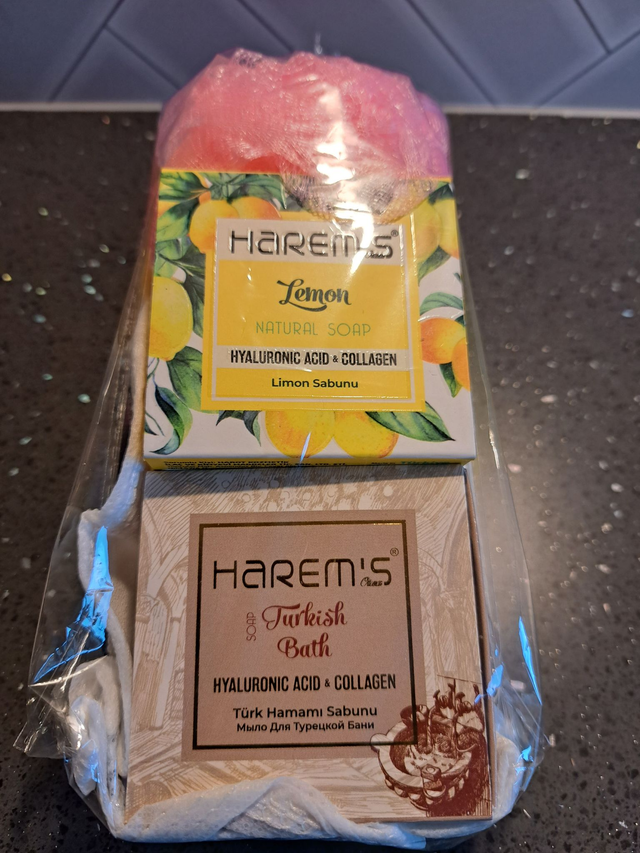 HAREM'S®
Lemon
NATURAL SOAP
HYALURONIC ACID & COLLAGEN
Limon Sabunu
HAREM'S®
SOAP Turkish
Bath
HYALURONIC ACID & COLLAGEN
Türk Hamamı Sabunu
Мыло Для Турецкой Бани